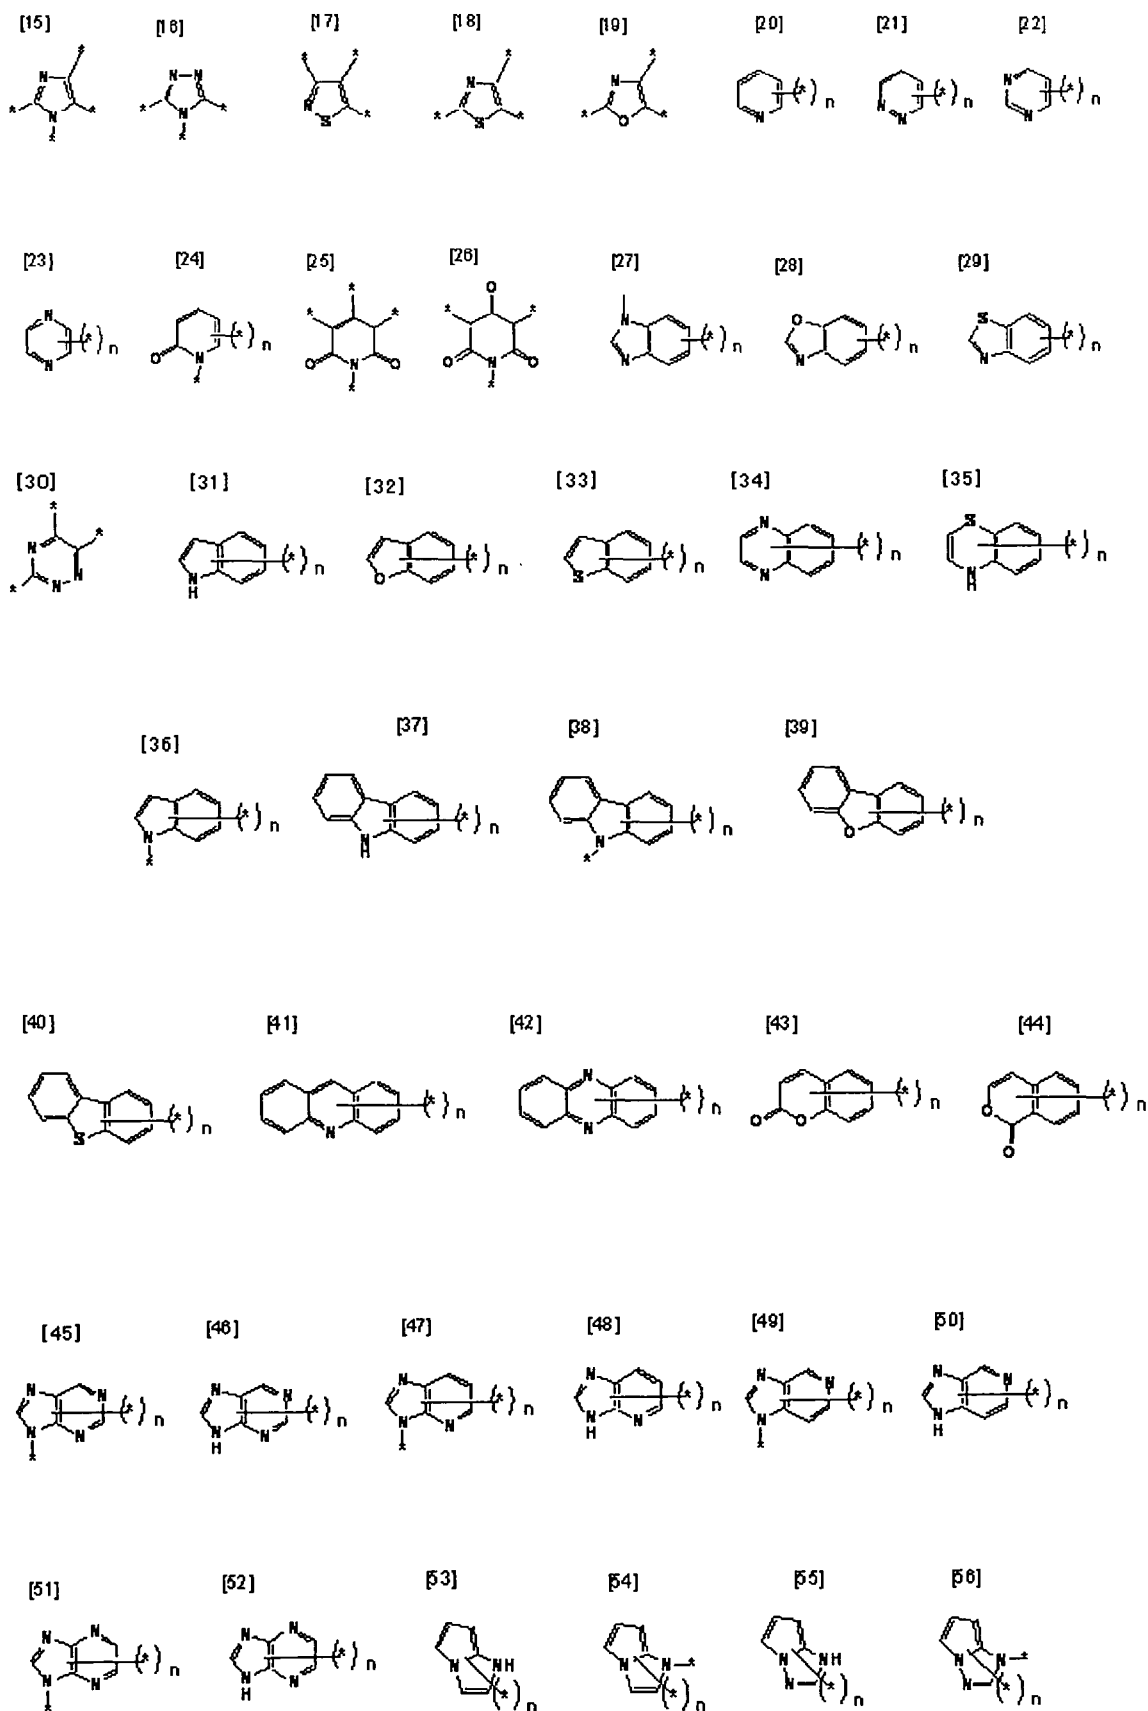 [15] [16] [17] [18] [19] [20] [21] [22]
N * * * N N * * * N * * N * * N * * N (*) n N N (*) n N N (*) n
* N * * N * * N S * * S * * O *
[23] [24] [25] [26] [27] [28] [29]
N N (*) n O N * (*) n * * * O N O * * O * * O N O * N N (*) n O N (*) n S N (*) n
[30] [31] [32] [33] [34] [35]
* * N N N * N H (*) n O (*) n S (*) n N N (*) n S N H (*) n
[36] [37] [38] [39]
N * (*) n N H (*) n * N (*) n O (*) n
[40] [41] [42] [43] [44]
S (*) n N (*) n N N (*) n O O (*) n O O (*) n
[45] [46] [47] [48] [49] [50]
N N N N * (*) n N N N N H (*) n N N N * (*) n N N N H (*) n N N N * (*) n N N N H (*) n
[51] [52] [53] [54] [55] [56]
N N N N * (*) n N N N N H (*) n N NH (*) n N N * (*) n N N NH (*) n N N N * (*) n